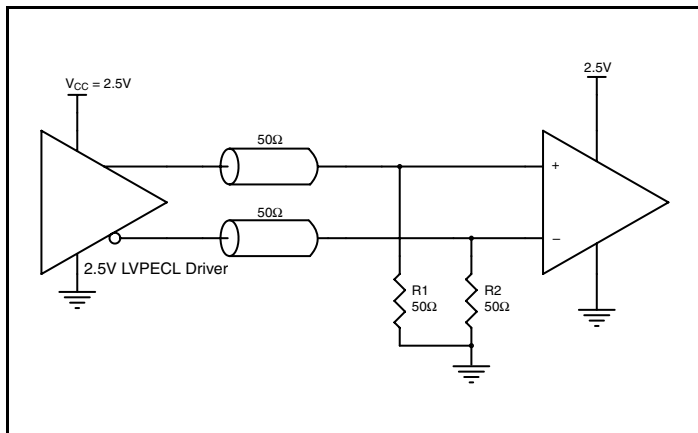 V_CC = 2.5V
2.5V
50Ω
50Ω
+
–
2.5V LVPECL Driver
R1
50Ω
R2
50Ω